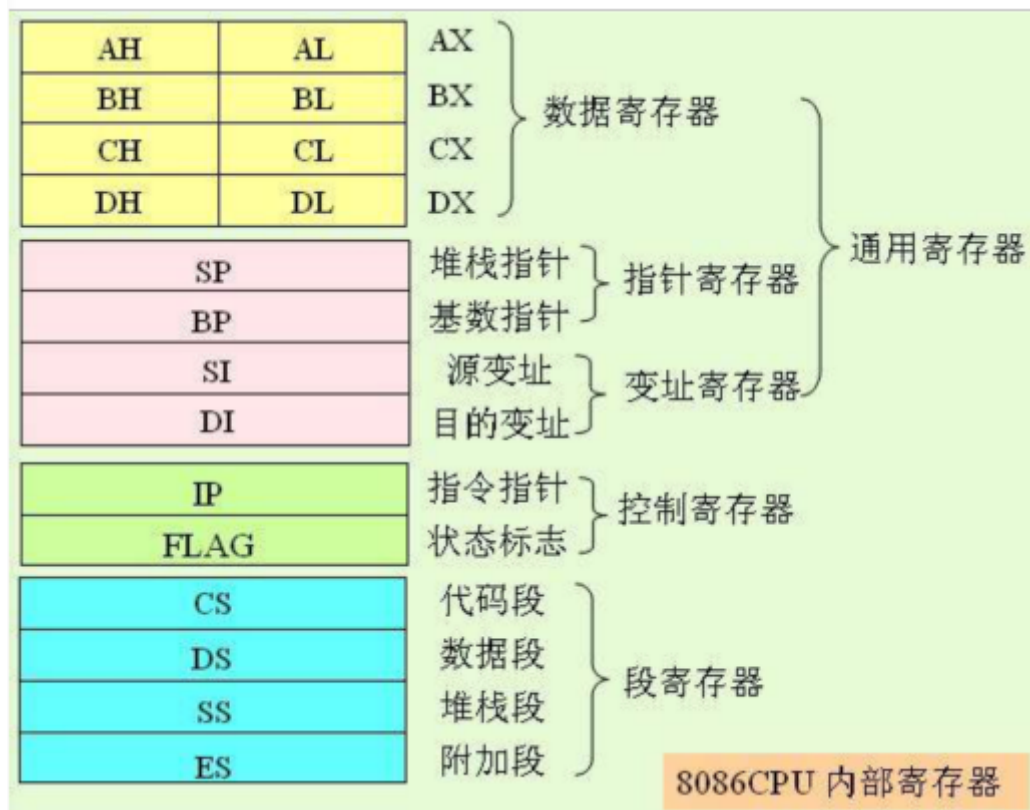 AH AL AX
BH BL BX
数据寄存器
CH CL CX
DH DL DX
通用寄存器
SP 堆栈指针
指针寄存器
BP 基数指针
SI 源变址
变址寄存器
DI 目的变址
IP 指令指针
控制寄存器
FLAG 状态标志
CS 代码段
DS 数据段
段寄存器
SS 堆栈段
ES 附加段
8086CPU 内部寄存器